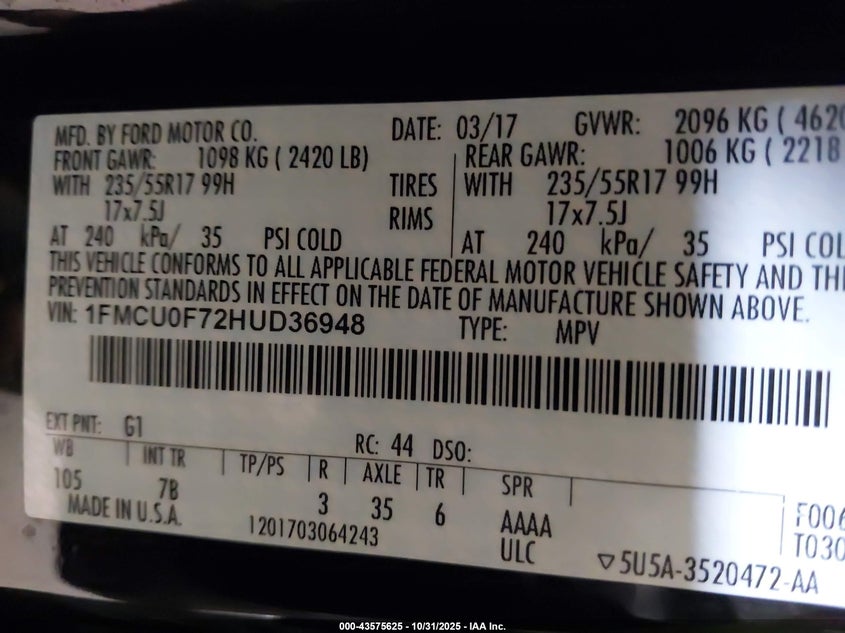 MFD. BY FORD MOTOR CO. DATE: 03/17 GVWR: 2096 KG ( 4620
FRONT GAWR: 1098 KG ( 2420 LB) REAR GAWR: 1006 KG ( 2218
WITH 235/55R17 99H TIRES WITH 235/55R17 99H
17x7.5J RIMS 17x7.5J
AT 240 kPa/ 35 PSI COLD AT 240 kPa/ 35 PSI COL
THIS VEHICLE CONFORMS TO ALL APPLICABLE FEDERAL MOTOR VEHICLE SAFETY AND THE
PREVENTION STANDARDS IN EFFECT ON THE DATE OF MANUFACTURE SHOWN ABOVE.
VIN: 1FMCU0F72HUD36948 TYPE: MPV
EXT PNT: G1 RC: 44 DSO:
WB INT TR TP/PS R AXLE TR SPR
105 7B 3 35 6 AAAA F006
MADE IN U.S.A. 1201703064243 ULC T030
5U5A-3520472-AA
000-43575625 - 10/31/2025 - IAA Inc.